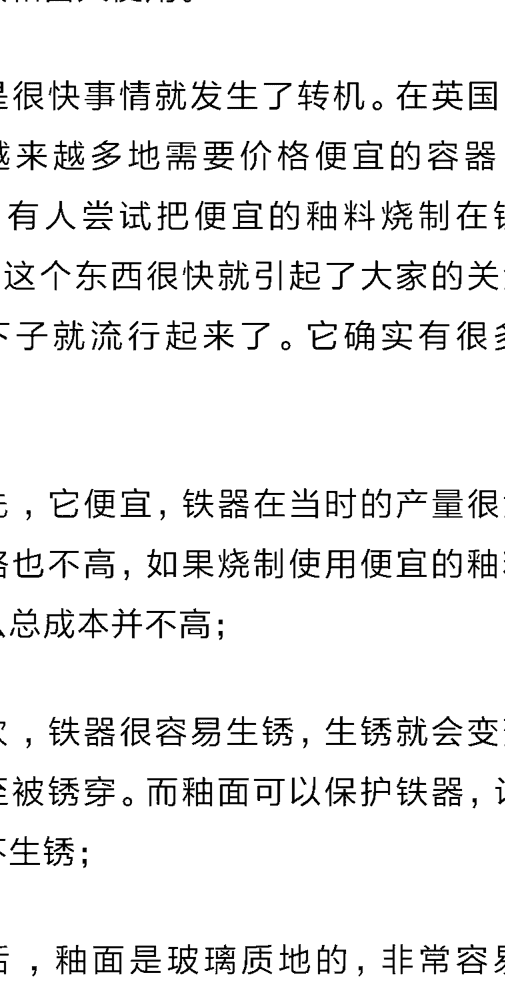 很快事情就发生了转机。在英国
来越多地需要价格便宜的容器
有人尝试把便宜的釉料烧制在
这个东西很快就引起了大家的关
子就流行起来了。它确实有很
,它便宜,铁器在当时的产量很
也不高,如果烧制使用便宜的釉
总成本并不高;
,铁器很容易生锈,生锈就会变
被锈穿。而釉面可以保护铁器,
生锈;
,釉面是玻璃质地的,非常容